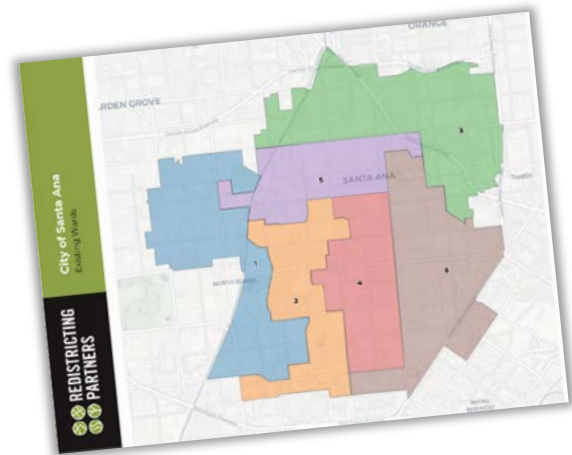 City of Santa Ana
Existing Wards
REDISTRICTING
PARTNERS
ORANGE
ARDEN GROVE
3
SANTA ANA
5
Tustin
1
2
4
6